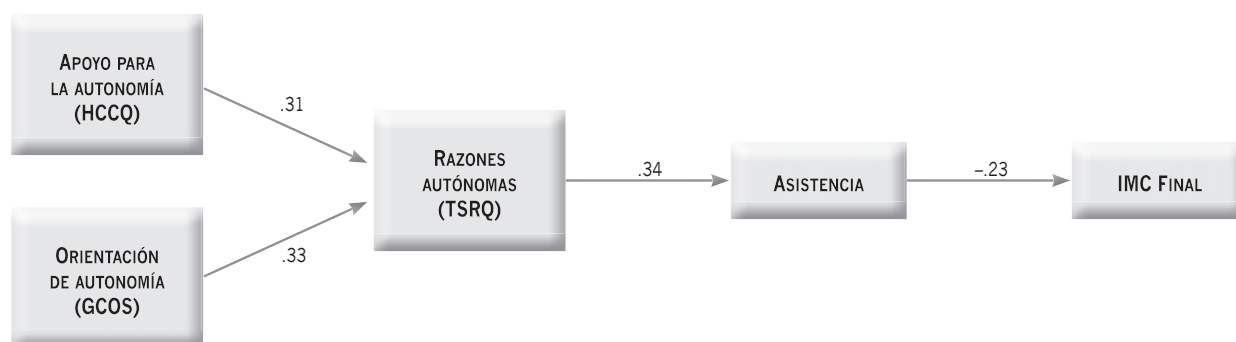 APOYO PARA
LA AUTONOMÍA
(HCCQ)
.31
RAZONES
AUTÓNOMAS
(TSRQ)
.34
ASISTENCIA
–.23
IMC FINAL
ORIENTACIÓN
DE AUTONOMÍA
(GCOS)
.33